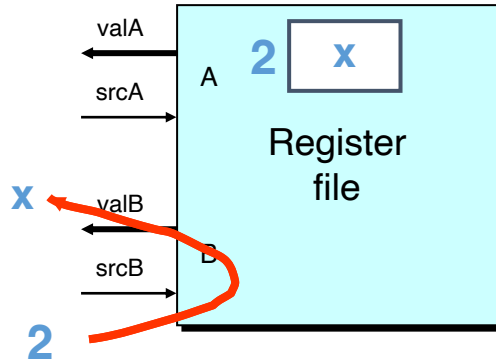 valA
2 x
A
srcA
Register
file
x
valB
B
srcB
2